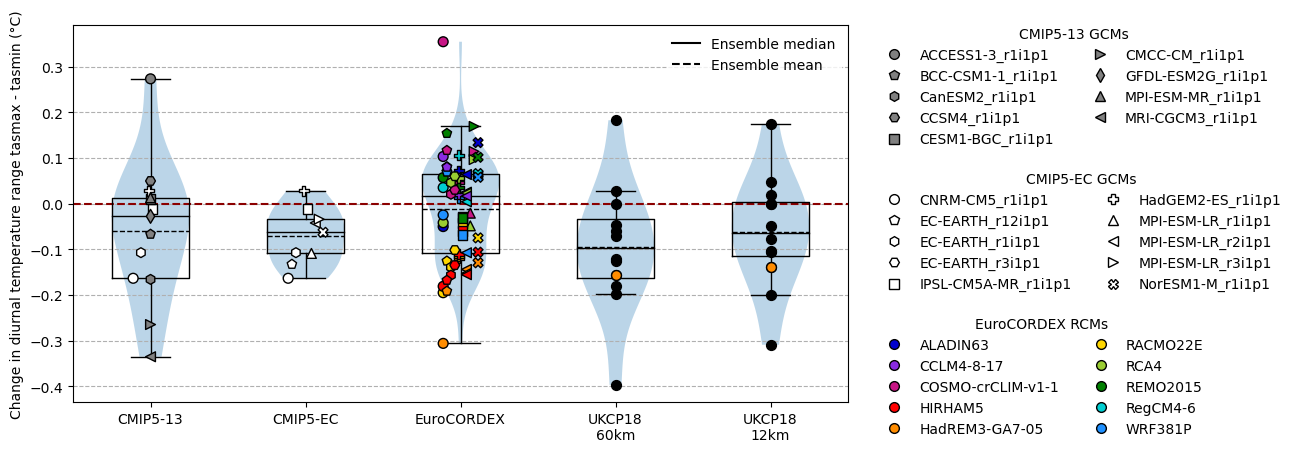 Change in diurnal temperature range tasmax - tasmin (°C)
0.3
0.2
0.1
0.0
−0.1
−0.2
−0.3
−0.4
Ensemble median
Ensemble mean
CMIP5-13
CMIP5-EC
EuroCORDEX
UKCP18
60km
UKCP18
12km
CMIP5-13 GCMs
ACCESS1-3_r1i1p1
BCC-CSM1-1_r1i1p1
CanESM2_r1i1p1
CCSM4_r1i1p1
CESM1-BGC_r1i1p1
CMCC-CM_r1i1p1
GFDL-ESM2G_r1i1p1
MPI-ESM-MR_r1i1p1
MRI-CGCM3_r1i1p1
CMIP5-EC GCMs
CNRM-CM5_r1i1p1
EC-EARTH_r12i1p1
EC-EARTH_r1i1p1
EC-EARTH_r3i1p1
IPSL-CM5A-MR_r1i1p1
HadGEM2-ES_r1i1p1
MPI-ESM-LR_r1i1p1
MPI-ESM-LR_r2i1p1
MPI-ESM-LR_r3i1p1
NorESM1-M_r1i1p1
EuroCORDEX RCMs
ALADIN63
CCLM4-8-17
COSMO-crCLIM-v1-1
HIRHAM5
HadREM3-GA7-05
RACMO22E
RCA4
REMO2015
RegCM4-6
WRF381P